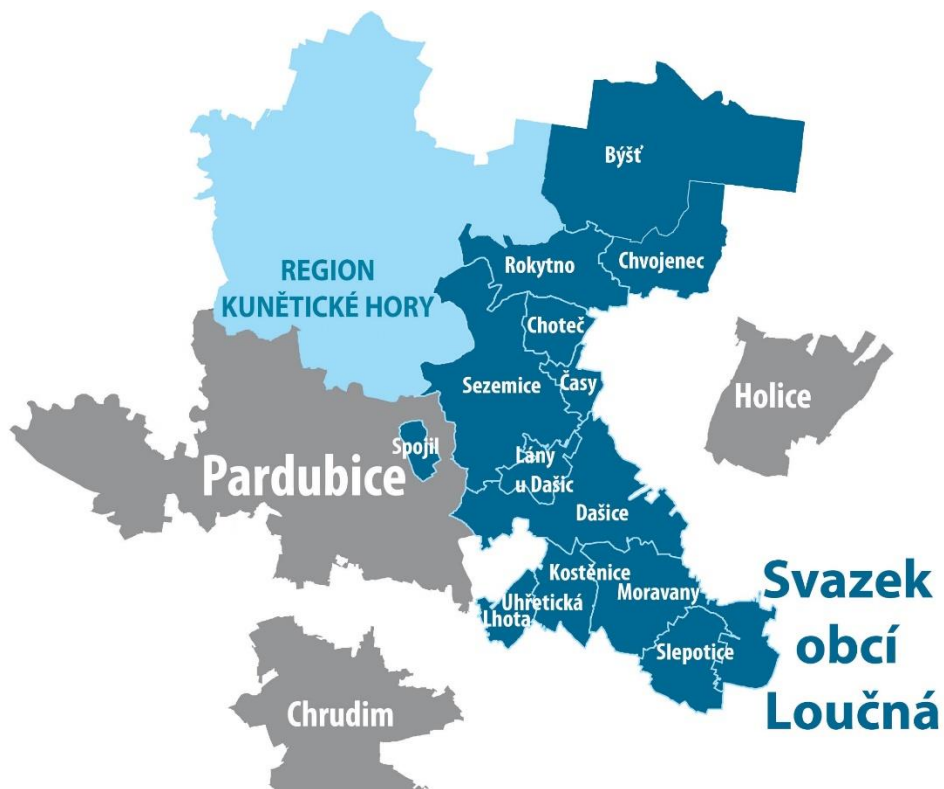 Býšť
Rokytno
Chvojenec
REGION
KUNĚTICKÉ HORY
Choteč
Sezemice
Časy
Holice
Spojil
Pardubice
Lány
u Dašic
Dašice
Kostěnice
Uhřetická
Lhota
Moravany
Slepotice
Svazek
obcí
Loučná
Chrudim